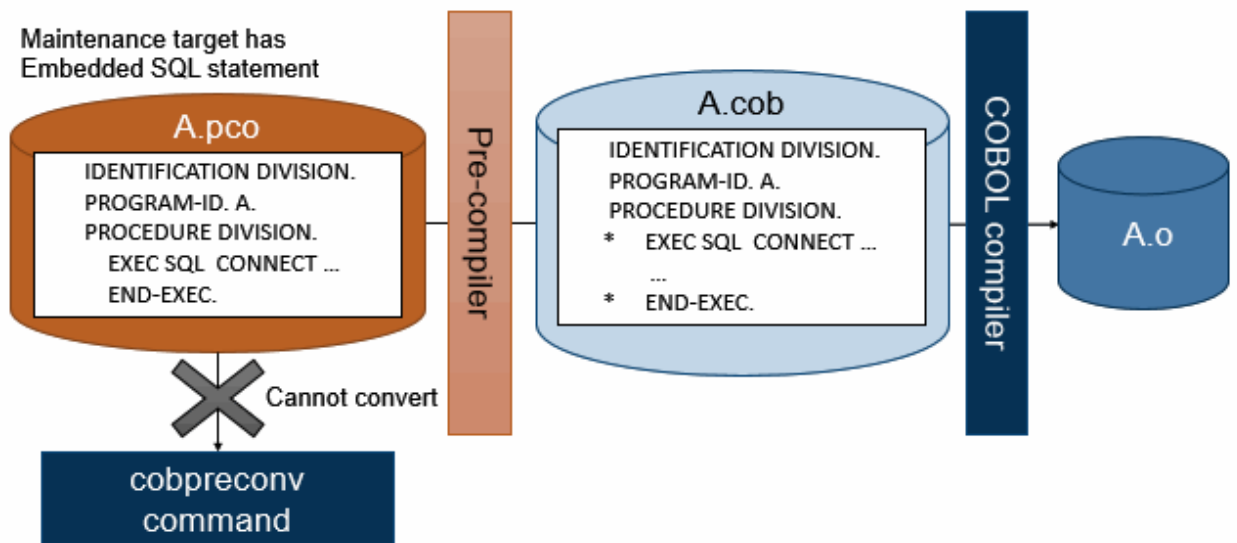 Maintenance target has
Embedded SQL statement
A.pco
IDENTIFICATION DIVISION.
PROGRAM-ID. A.
PROCEDURE DIVISION.
EXEC SQL CONNECT ...
END-EXEC.
Cannot convert
cobpreconv
command
Pre-compiler
A.cob
IDENTIFICATION DIVISION.
PROGRAM-ID. A.
PROCEDURE DIVISION.
* EXEC SQL CONNECT ...
...
* END-EXEC.
COBOL compiler
A.o